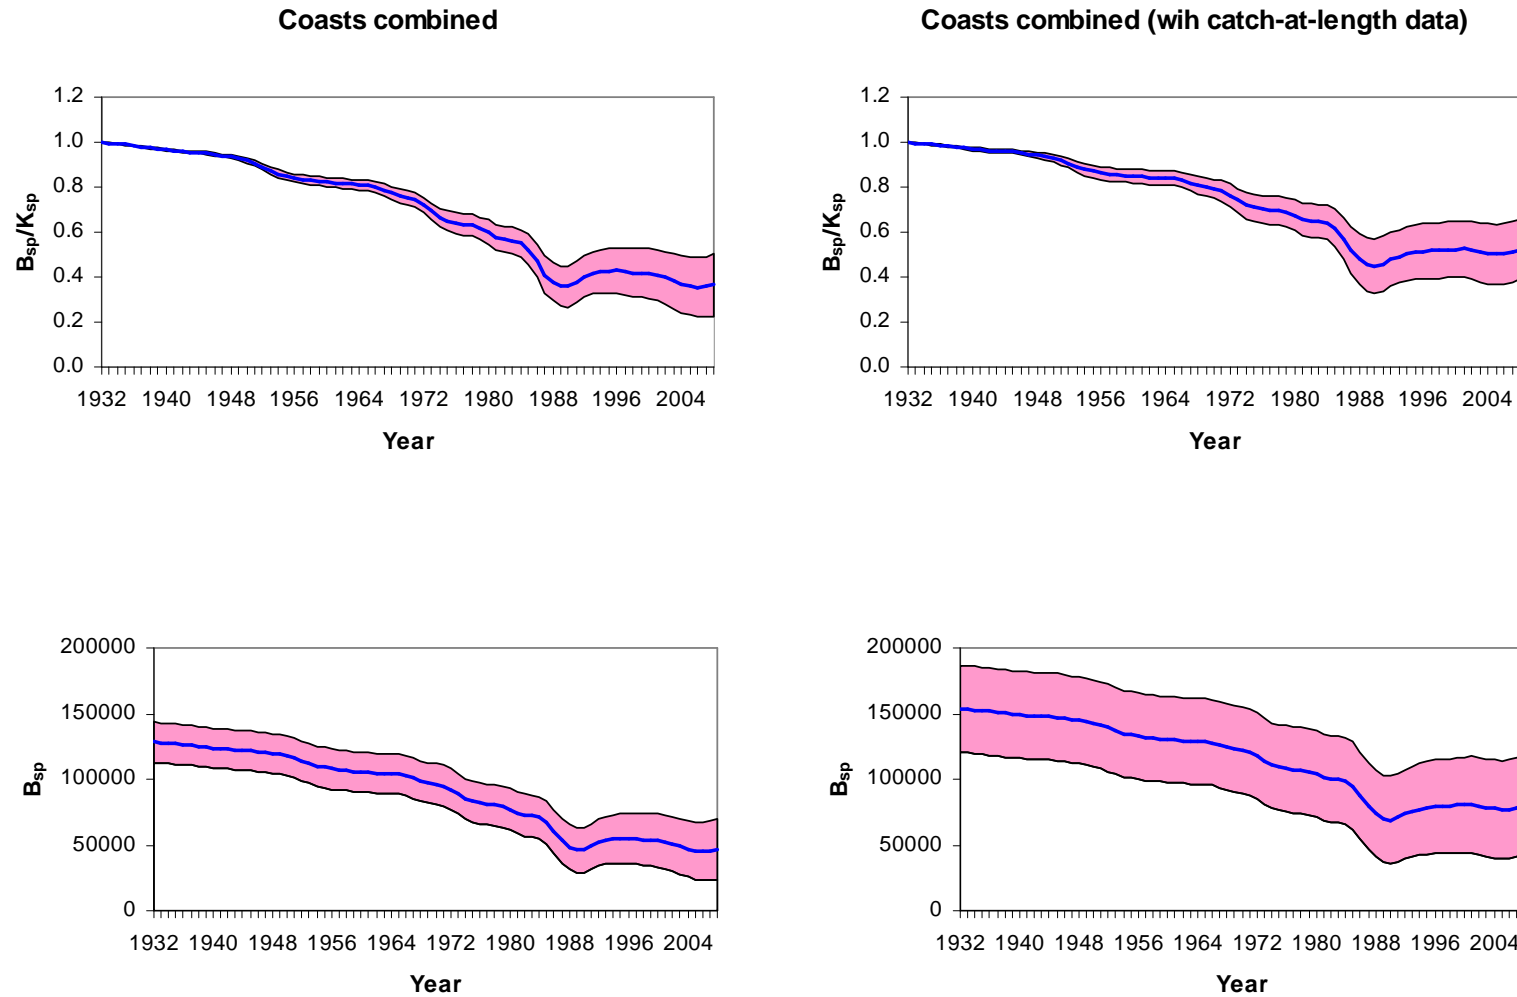 Coasts combined
1.2
1.0
0.8
0.6
0.4
0.2
0.0
Bsp/Ksp
1932 1940 1948 1956 1964 1972 1980 1988 1996 2004
Year
Coasts combined (wih catch-at-length data)
1.2
1.0
0.8
0.6
0.4
0.2
0.0
Bsp/Ksp
1932 1940 1948 1956 1964 1972 1980 1988 1996 2004
Year
200000
150000
100000
50000
0
Bsp
1932 1940 1948 1956 1964 1972 1980 1988 1996 2004
Year
200000
150000
100000
50000
0
Bsp
1932 1940 1948 1956 1964 1972 1980 1988 1996 2004
Year